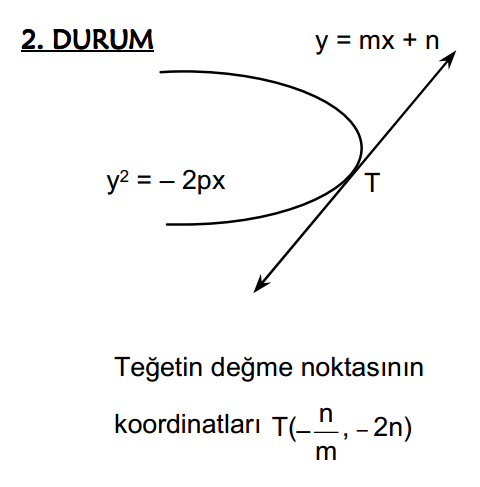 2. DURUM
y = mx + n
y² = – 2px
T
Teğetin değme noktasının
koordinatları T(–n/m, – 2n)